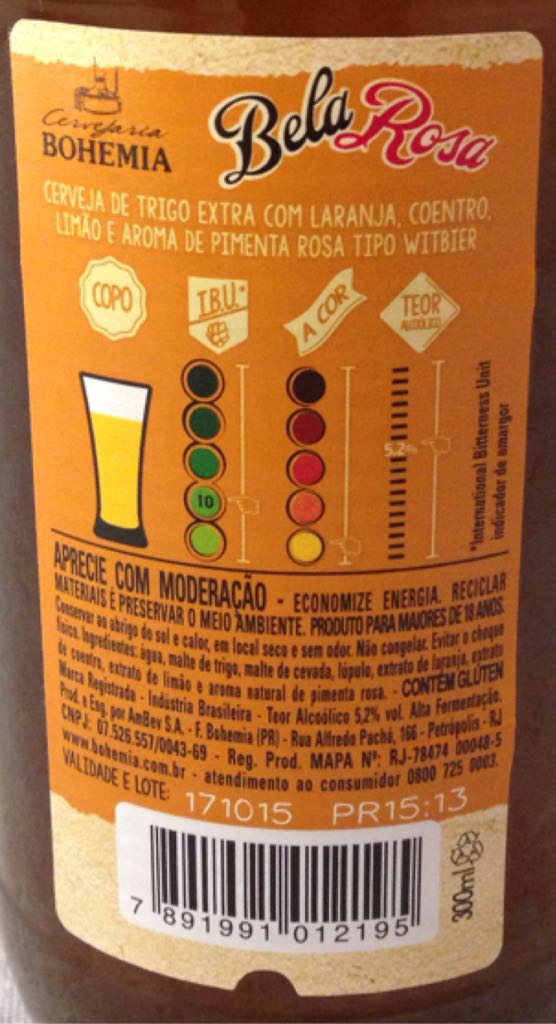 Cervejaria
BOHEMIA
Bela Rosa
CERVEJA DE TRIGO EXTRA COM LARANJA, COENTRO,
LIMÃO E AROMA DE PIMENTA ROSA TIPO WITBIER
COPO
I.B.U.*
A COR
TEOR
ALCOÓLICO
10
5,2%
*International Bitterness Unit
indicador de amargor
APRECIE COM MODERAÇÃO - ECONOMIZE ENERGIA. RECICLAR
MATERIAIS É PRESERVAR O MEIO AMBIENTE. PRODUTO PARA MAIORES DE 18 ANOS.
Conservar ao abrigo do sol e calor, em local seco e sem odor. Não congelar. Evitar o choque
físico. Ingredientes: água, malte de trigo, malte de cevada, lúpulo, extrato de laranja, extrato
de coentro, extrato de limão e aroma natural de pimenta rosa. - CONTÉM GLÚTEN
Marca Registrada - Indústria Brasileira - Teor Alcoólico 5,2% vol. Alta Fermentação.
Prod. e Eng. por AmBev S.A. - F. Bohemia (PR) - Rua Alfredo Pachá, 166 - Petrópolis - RJ
CNPJ: 07.526.557/0043-69 - Reg. Prod. MAPA Nº: RJ-78474 00048-5
www.bohemia.com.br - atendimento ao consumidor 0800 725 0003.
VALIDADE E LOTE: 171015 PR15:13
7 891991 012195
300ml